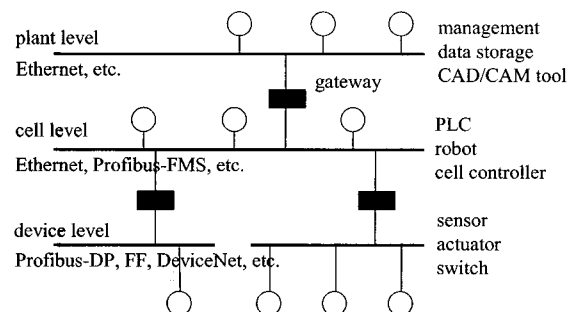 plant level
Ethernet, etc.
management
data storage
CAD/CAM tool
gateway
cell level
Ethernet, Profibus-FMS, etc.
PLC
robot
cell controller
device level
Profibus-DP, FF, DeviceNet, etc.
sensor
actuator
switch